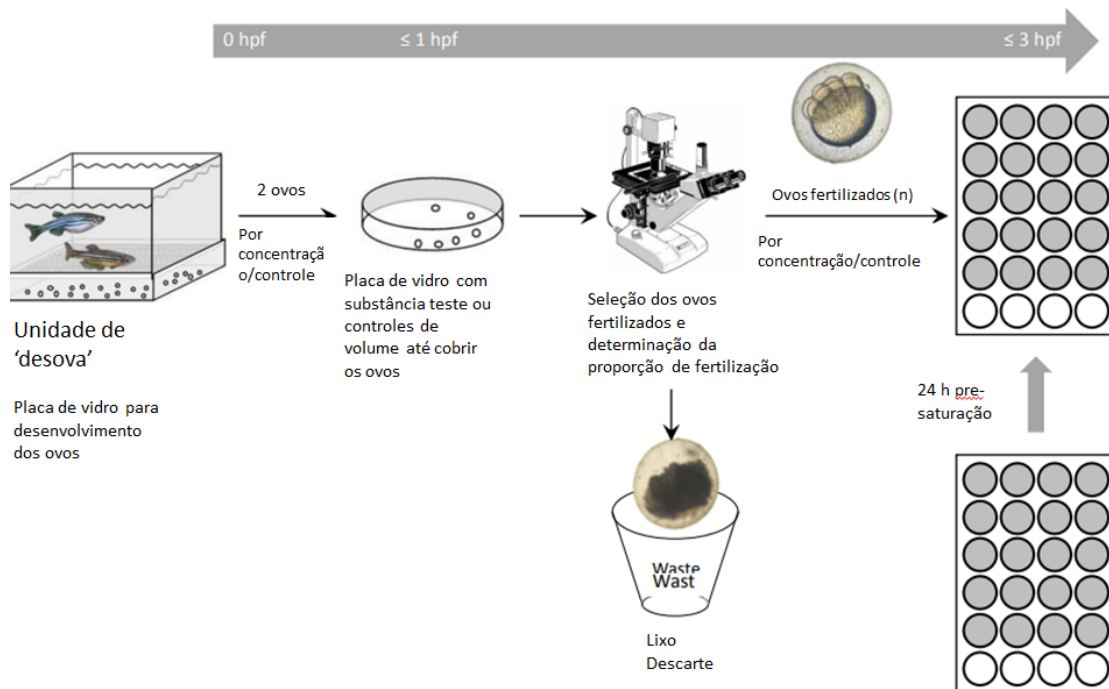 0 hpf
≤ 1 hpf
≤ 3 hpf
2 ovos
Por
concentraçã
o/controle
Unidade de
‘desova’
Placa de vidro para
desenvolvimento
dos ovos
Placa de vidro com
substância teste ou
controles de
volume até cobrir
os ovos
Seleção dos ovos
fertilizados e
determinação da
proporção de fertilização
Ovos fertilizados (n)
Por
concentração/controle
24 h pre-
saturação
Waste
Wast
Lixo
Descarte